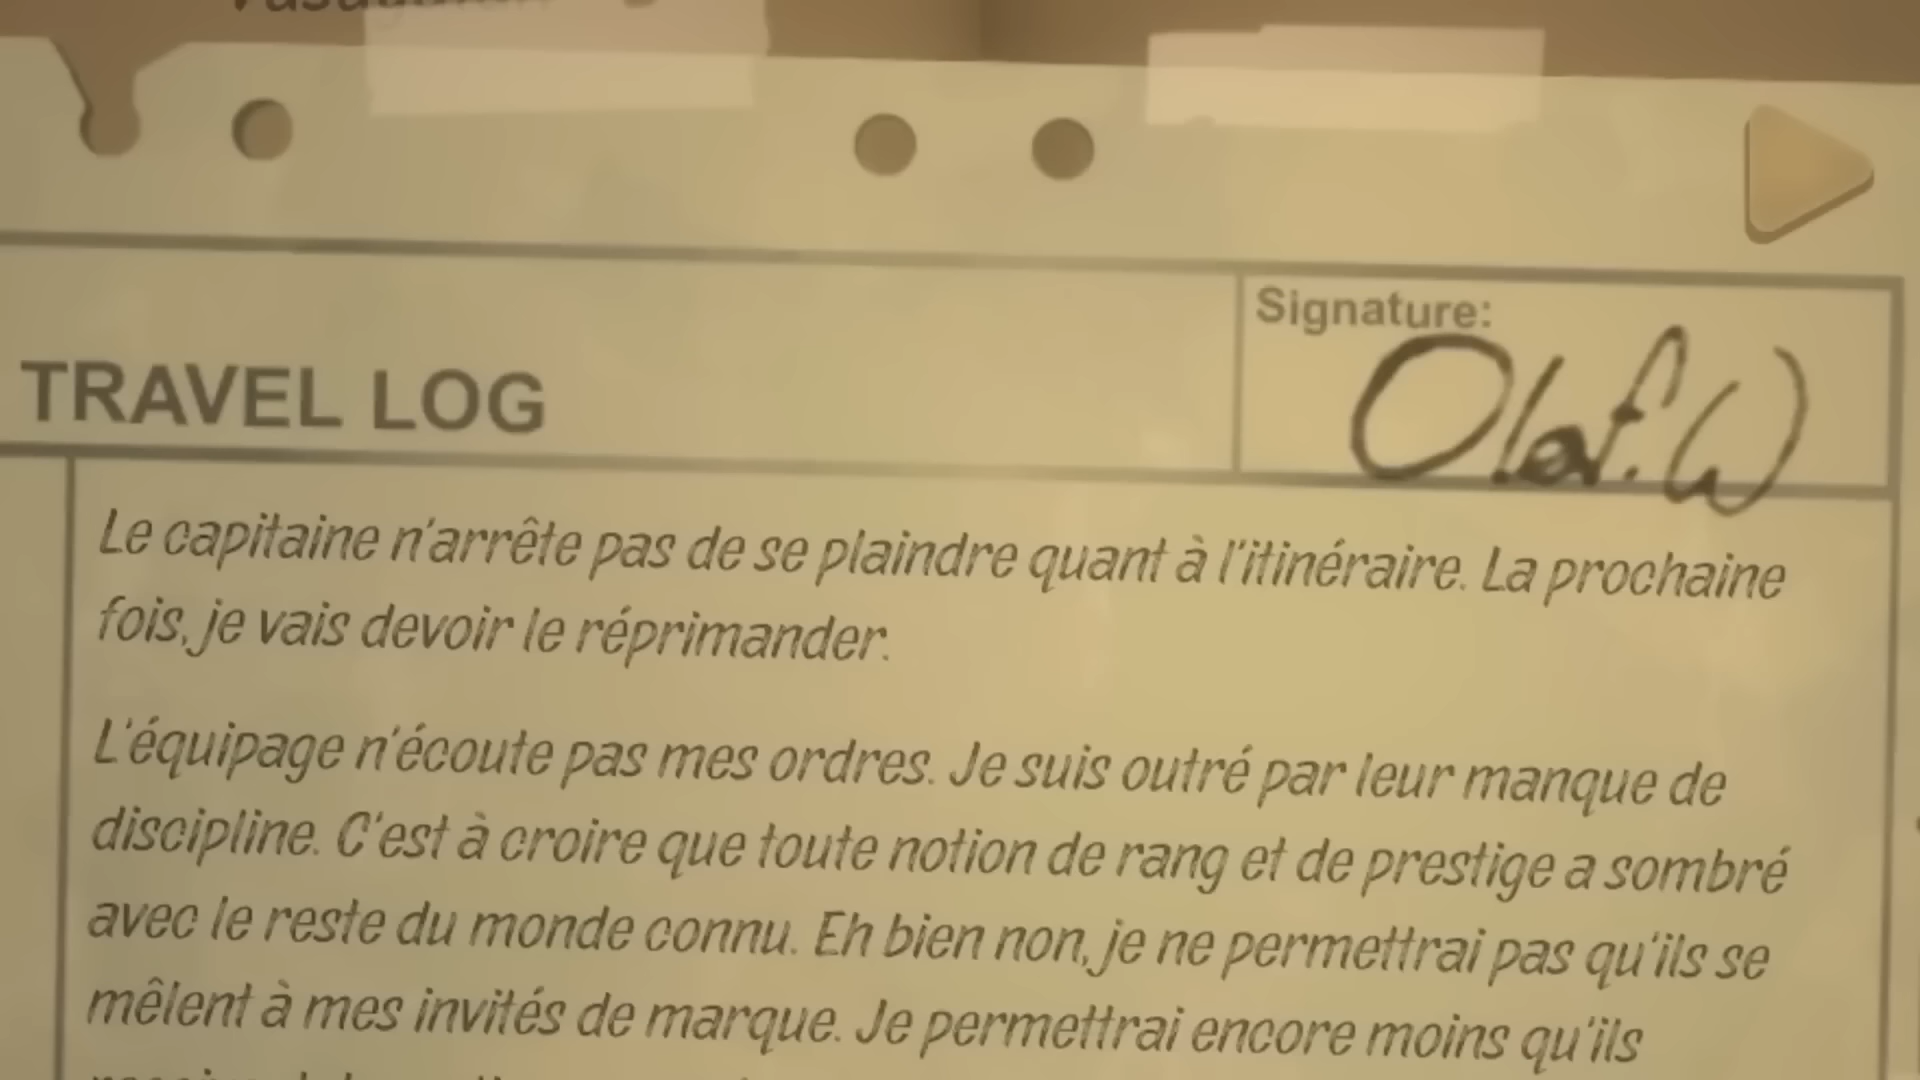 Signature:
Olof. W
TRAVEL LOG
Le capitaine n'arrête pas de se plaindre quant à l'itinéraire. La prochaine
fois, je vais devoir le réprimander.
L'équipage n'écoute pas mes ordres. Je suis outré par leur manque de
discipline. C'est à croire que toute notion de rang et de prestige a sombré
avec le reste du monde connu. Eh bien non, je ne permettrai pas qu'ils se
mêlent à mes invités de marque. Je permettrai encore moins qu'ils